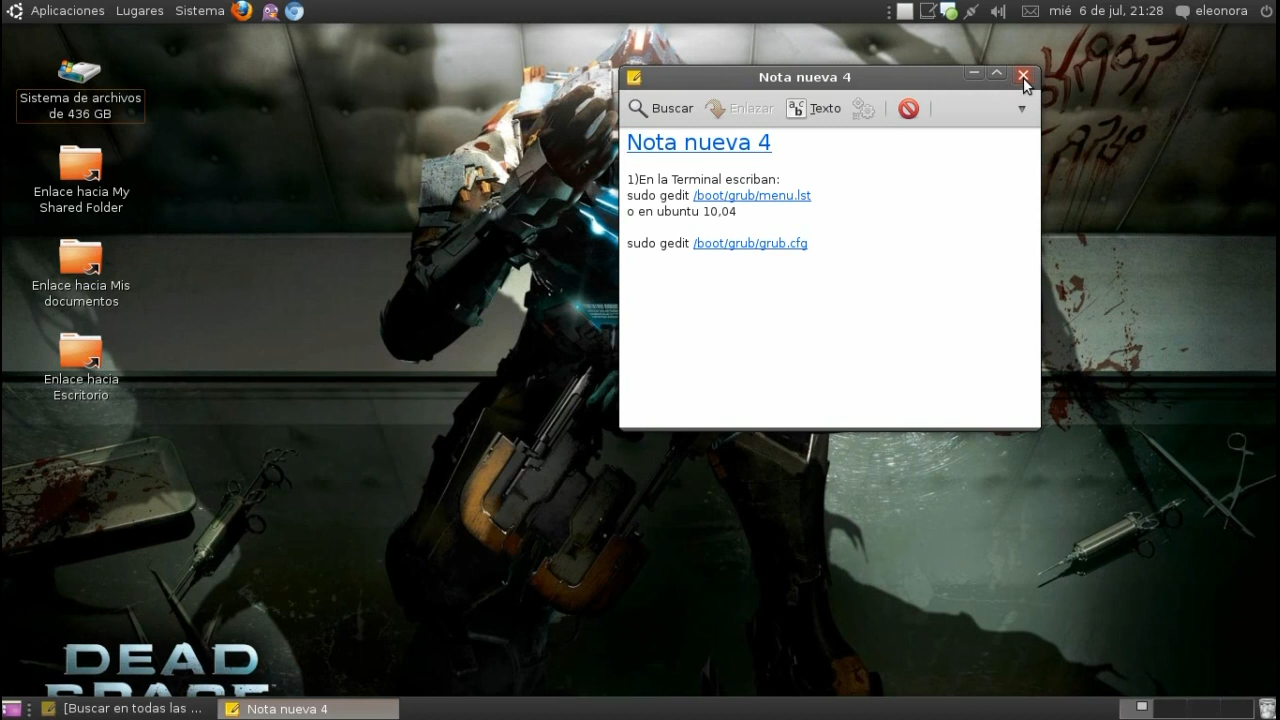 Aplicaciones Lugares Sistema
mié 6 de jul, 21:28 eleonora
Sistema de archivos
de 436 GB
Enlace hacia My
Shared Folder
Enlace hacia Mis
documentos
Enlace hacia
Escritorio
Nota nueva 4
Buscar Enlazar Texto
Nota nueva 4
1)En la Terminal escriban:
sudo gedit /boot/grub/menu.lst
o en ubuntu 10,04
sudo gedit /boot/grub/grub.cfg
DEAD
SPACE
[Buscar en todas las ... Nota nueva 4